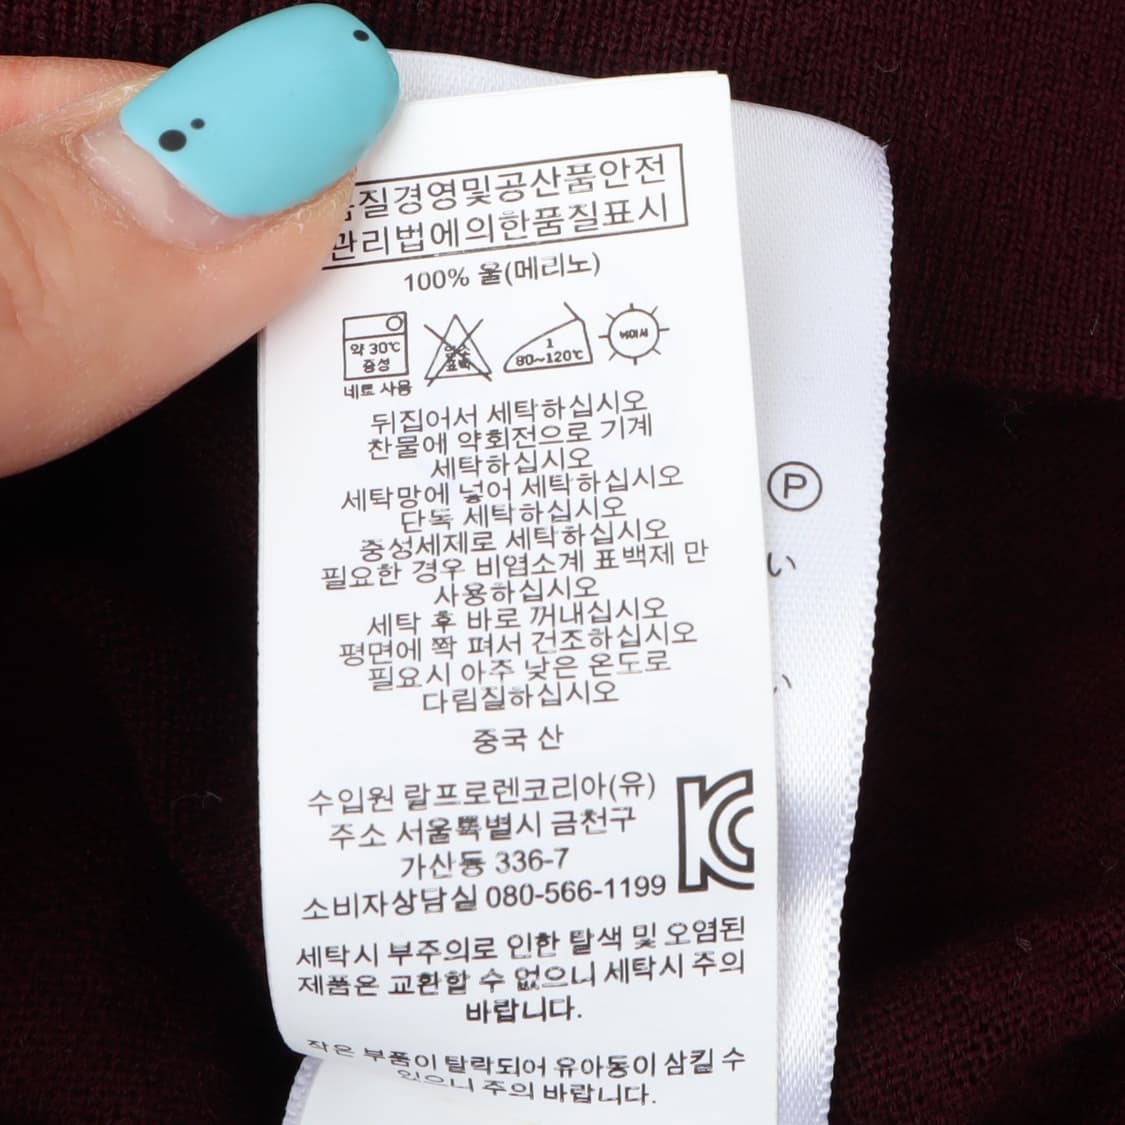 질경영및공산품안전
관리법에의한품질표시
100% 울(메리노)
약 30℃
중성
네트 사용
염소
표백
1
80~120℃
뉘어서
뒤집어서 세탁하십시오
찬물에 약회전으로 기계
세탁하십시오
세탁망에 넣어 세탁하십시오
단독 세탁하십시오
중성세제로 세탁하십시오
필요한 경우 비염소계 표백제 만
사용하십시오
세탁 후 바로 꺼내십시오
평면에 쫙 펴서 건조하십시오
필요시 아주 낮은 온도로
다림질하십시오
중국 산
수입원 랄프로렌코리아(유)
주소 서울특별시 금천구
가산동 336-7
소비자상담실 080-566-1199
세탁시 부주의로 인한 탈색 및 오염된
제품은 교환할 수 없으니 세탁시 주의
바랍니다.
작은 부품이 탈락되어 유아동이 삼킬 수
있으니 주의 바랍니다.
P
い